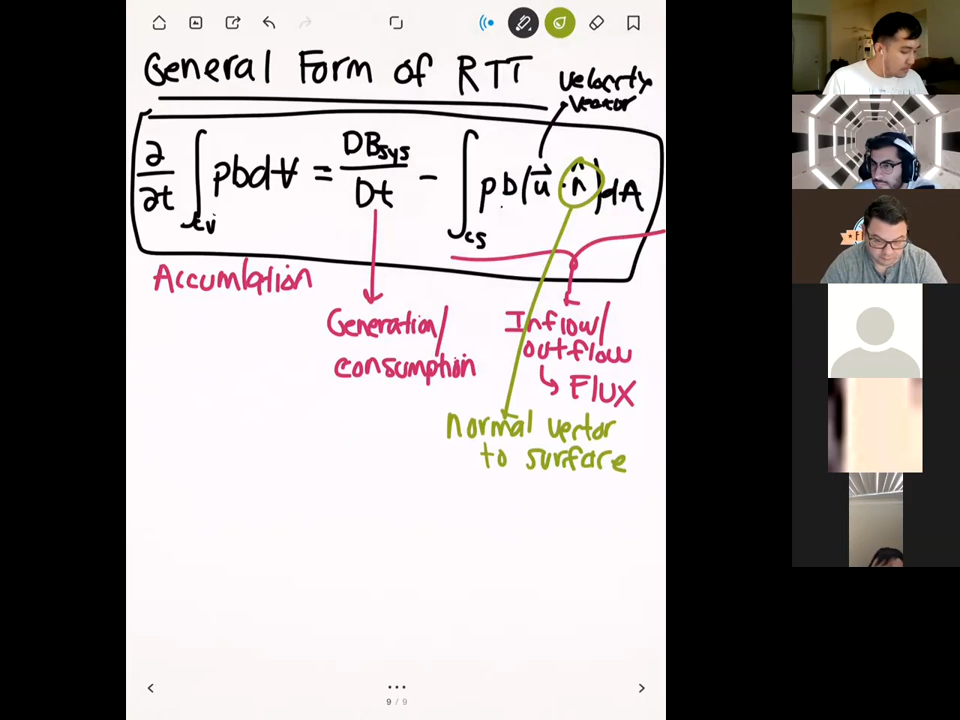 General Form of RTT
velocity
vector
∂/∂t ∫cv ρbdV = DBsys/Dt − ∫cs ρb(u⃗·n̂)dA
Accumlation
Generation/
consumption
Inflow/
outflow
↳ FLUX
Normal vector
to surface
9 / 9